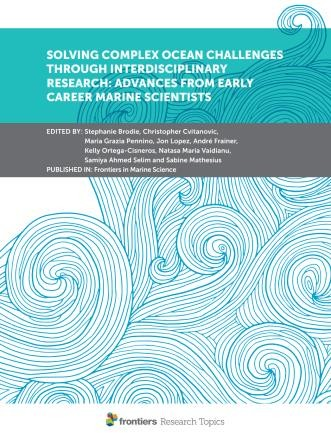 SOLVING COMPLEX OCEAN CHALLENGES
THROUGH INTERDISCIPLINARY
RESEARCH: ADVANCES FROM EARLY
CAREER MARINE SCIENTISTS
EDITED BY: Stephanie Brodie, Christopher Cvitanovic,
Maria Grazia Pennino, Jon Lopez, André Frainer,
Kelly Ortega-Cisneros, Natasa Maria Vaidianu,
Samiya Ahmed Selim and Sabine Mathesius
PUBLISHED IN: Frontiers in Marine Science
frontiers Research Topics